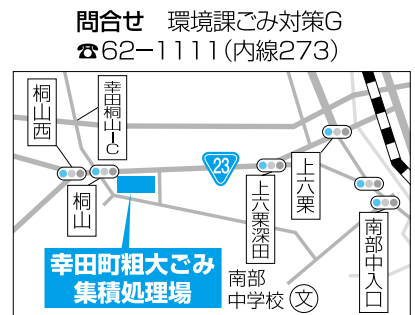 問合せ　環境課ごみ対策G
☎62−1111(内線273)
桐山西
幸田桐山IC
桐山
23
上六栗深田
上六栗
南部中入口
幸田町粗大ごみ
集積処理場
南部
中学校 文